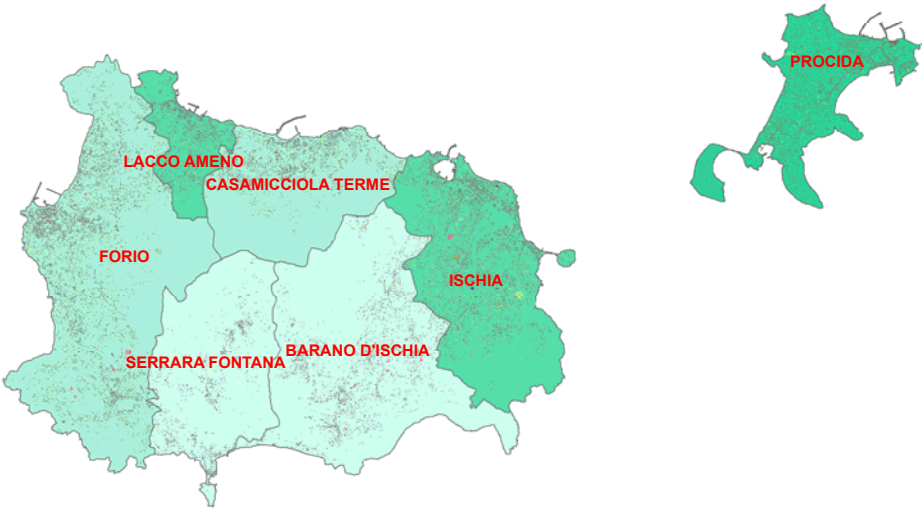 PROCIDA
LACCO AMENO
CASAMICCIOLA TERME
FORIO
ISCHIA
BARANO D'ISCHIA
SERRARA FONTANA